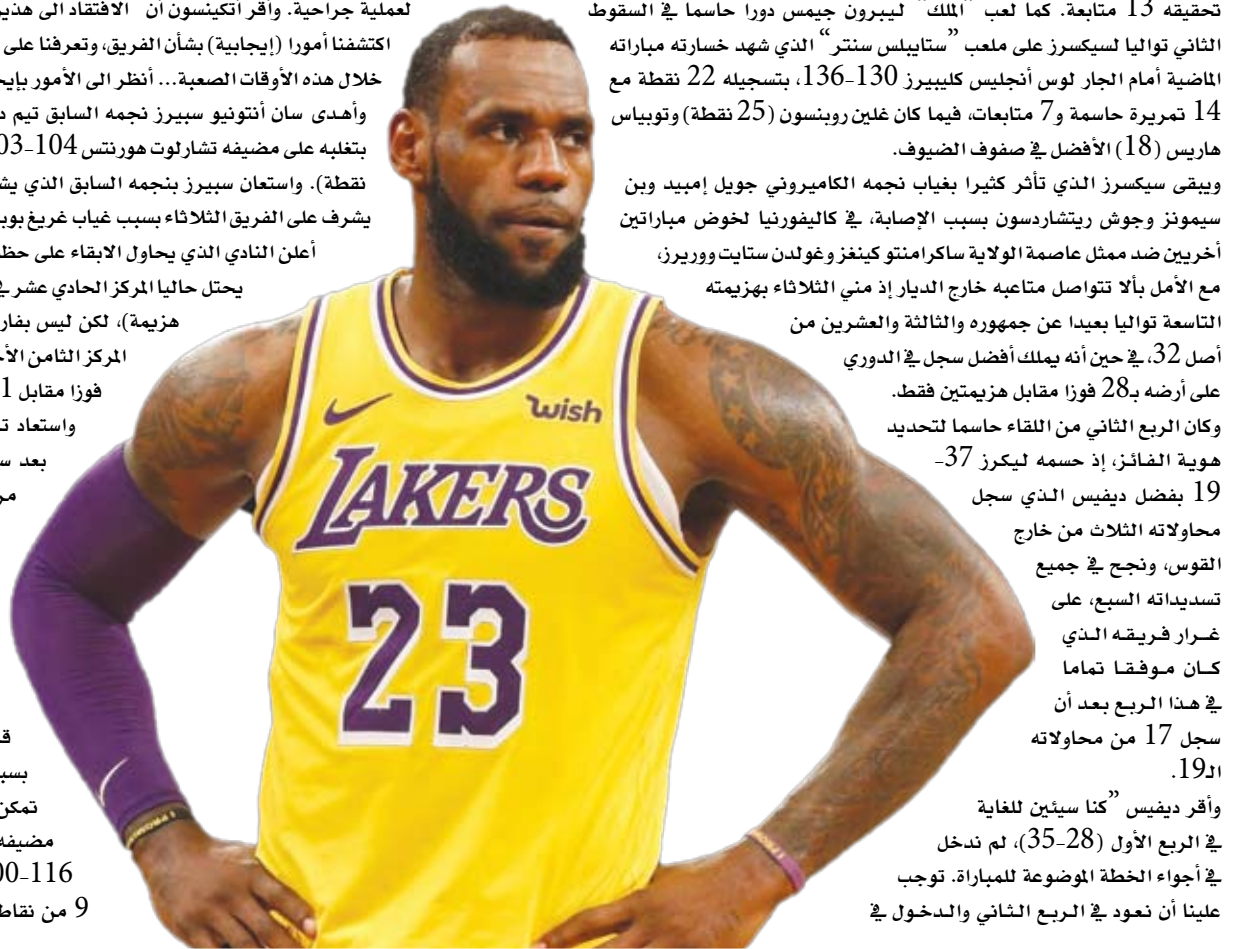 تحقيقه 13 متابعة. كما لعب "الملك" ليبرون جيمس دورا حاسما في السقوط
الثاني تواليا لسيكسرز على ملعب "ستايبلس سنتر" الذي شهد خسارته مباراته
الماضية أمام الجار لوس أنجليس كليبيرز 130-136، بتسجيله 22 نقطة مع
14 تمريرة حاسمة و7 متابعات، فيما كان غلين روبنسون (25 نقطة) وتوبياس
هاريس (18) الأفضل في صفوف الضيوف.
ويبقى سيكسرز الذي تأثر كثيرا بغياب نجمه الكاميروني جويل إمبيد وبن
سيمونز وجوش ريتشاردسون بسبب الإصابة، في كاليفورنيا لخوض مباراتين
أخريين ضد ممثل عاصمة الولاية ساكرامنتو كينغز وغولدن ستايت ووريرز،
مع الأمل بألا تتواصل متاعبه خارج الديار إذ مني الثلاثاء بهزيمته
التاسعة تواليا بعيدا عن جمهوره والثالثة والعشرين من
أصل 32، في حين أنه يملك أفضل سجل في الدوري
على أرضه بـ28 فوزا مقابل هزيمتين فقط.
وكان الربع الثاني من اللقاء حاسما لتحديد
هوية الفائز، إذ حسمه ليكرز 37-
19 بفضل ديفيس الذي سجل
محاولاته الثلاث من خارج
القوس، ونجح في جميع
تسديداته السبع، على
غرار فريقه الذي
كان موفقا تماما
في هذا الربع بعد أن
سجل 17 من محاولاته
الـ19.
وأقر ديفيس "كنا سيئين للغاية
في الربع الأول (28-35)، لم ندخل
في أجواء الخطة الموضوعة للمباراة. توجب
علينا أن نعود في الربع الثاني والدخول في
لعملية جراحية. وأقر أتكينسون أن "الافتقاد الى هذين
اكتشفنا أمورا (إيجابية) بشأن الفريق، وتعرفنا على
خلال هذه الأوقات الصعبة... أنظر الى الأمور
وأهدى سان أنتونيو سبيرز نجمه السابق تيم
بتغلبه على مضيفه تشارلوت هورنتس 104-
نقطة). واستعان سبيرز بنجمه السابق الذي
يشرف على الفريق الثلاثاء بسبب غياب غريغ
أعلن النادي الذي يحاول الابقاء على
يحتل حاليا المركز الحادي عشر في
هزيمة)، لكن ليس
المركز الثامن
فوزا مقابل
واستعاد
بعد
مضيفه
116-
9 من
wish
LAKERS
23